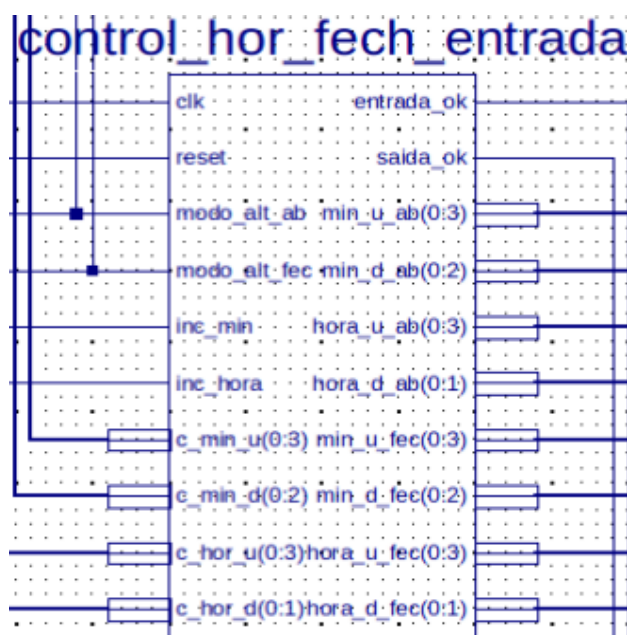 control_hor_fech_entrada
clk entrada_ok
reset saida_ok
modo_alt_ab min_u_ab(0:3)
modo_alt_fec min_d_ab(0:2)
inc_min hora_u_ab(0:3)
inc_hora hora_d_ab(0:1)
c_min_u(0:3) min_u_fec(0:3)
c_min_d(0:2) min_d_fec(0:2)
c_hor_u(0:3) hora_u_fec(0:3)
c_hor_d(0:1) hora_d_fec(0:1)